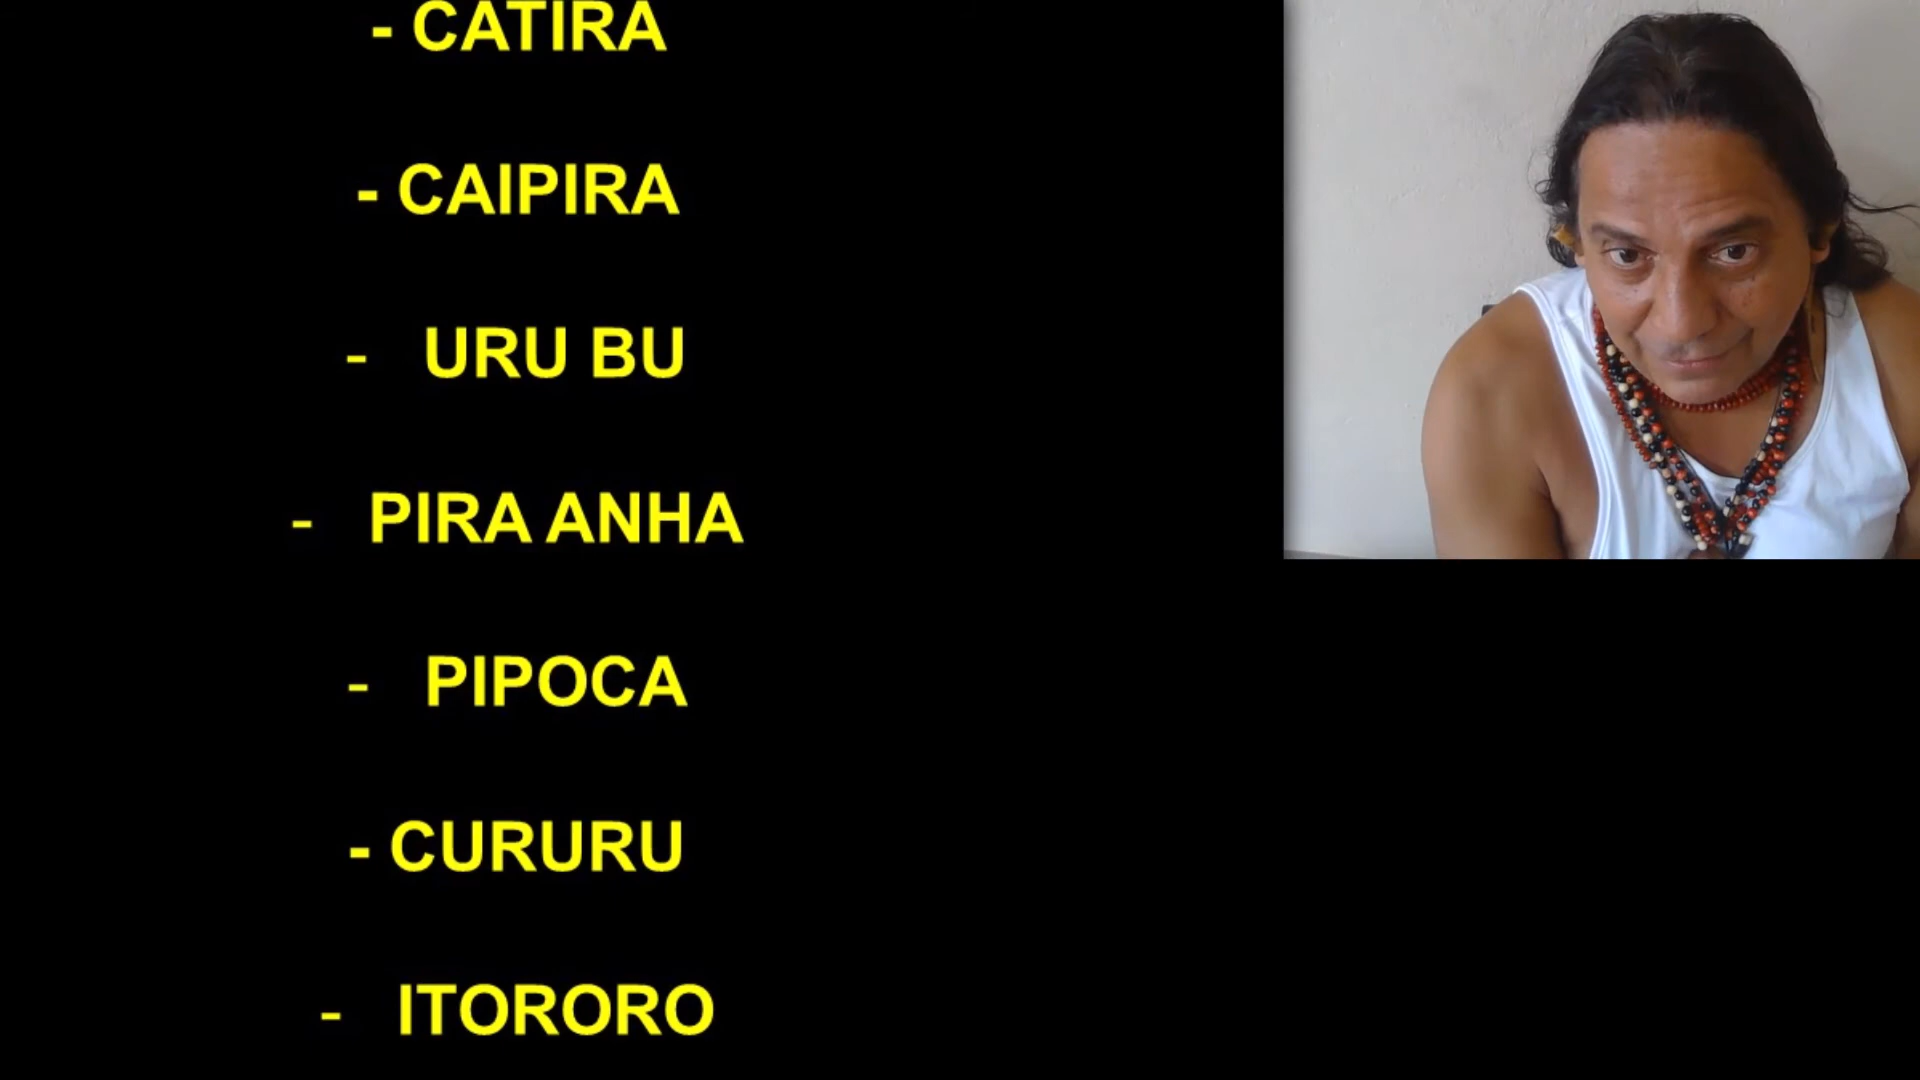 - CATIRA
- CAIPIRA
- URU BU
- PIRA ANHA
- PIPOCA
- CURURU
- ITORORO